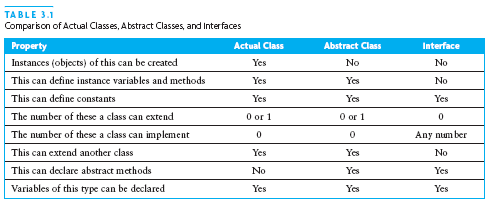 TABLE 3.1
Comparison of Actual Classes, Abstract Classes, and Interfaces
Property Actual Class Abstract Class Interface
Instances (objects) of this can be created Yes No No
This can define instance variables and methods Yes Yes No
This can define constants Yes Yes Yes
The number of these a class can extend 0 or 1 0 or 1 0
The number of these a class can implement 0 0 Any number
This can extend another class Yes Yes No
This can declare abstract methods No Yes Yes
Variables of this type can be declared Yes Yes Yes